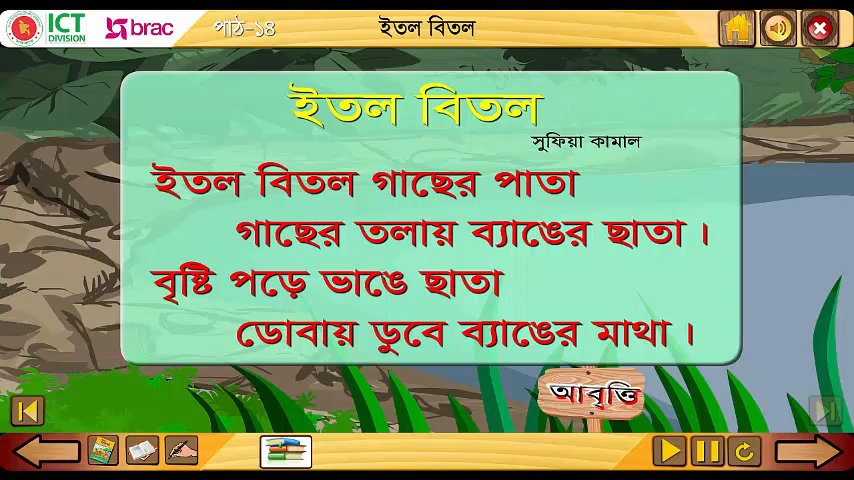 ICT
DIVISION
brac
পাঠ-১৪
ইতল বিতল
ইতল বিতল
সুফিয়া কামাল
ইতল বিতল গাছের পাতা
গাছের তলায় ব্যাঙের ছাতা।
বৃষ্টি পড়ে ভাঙে ছাতা
ডোবায় ডুবে ব্যাঙের মাথা।
আবৃত্তি